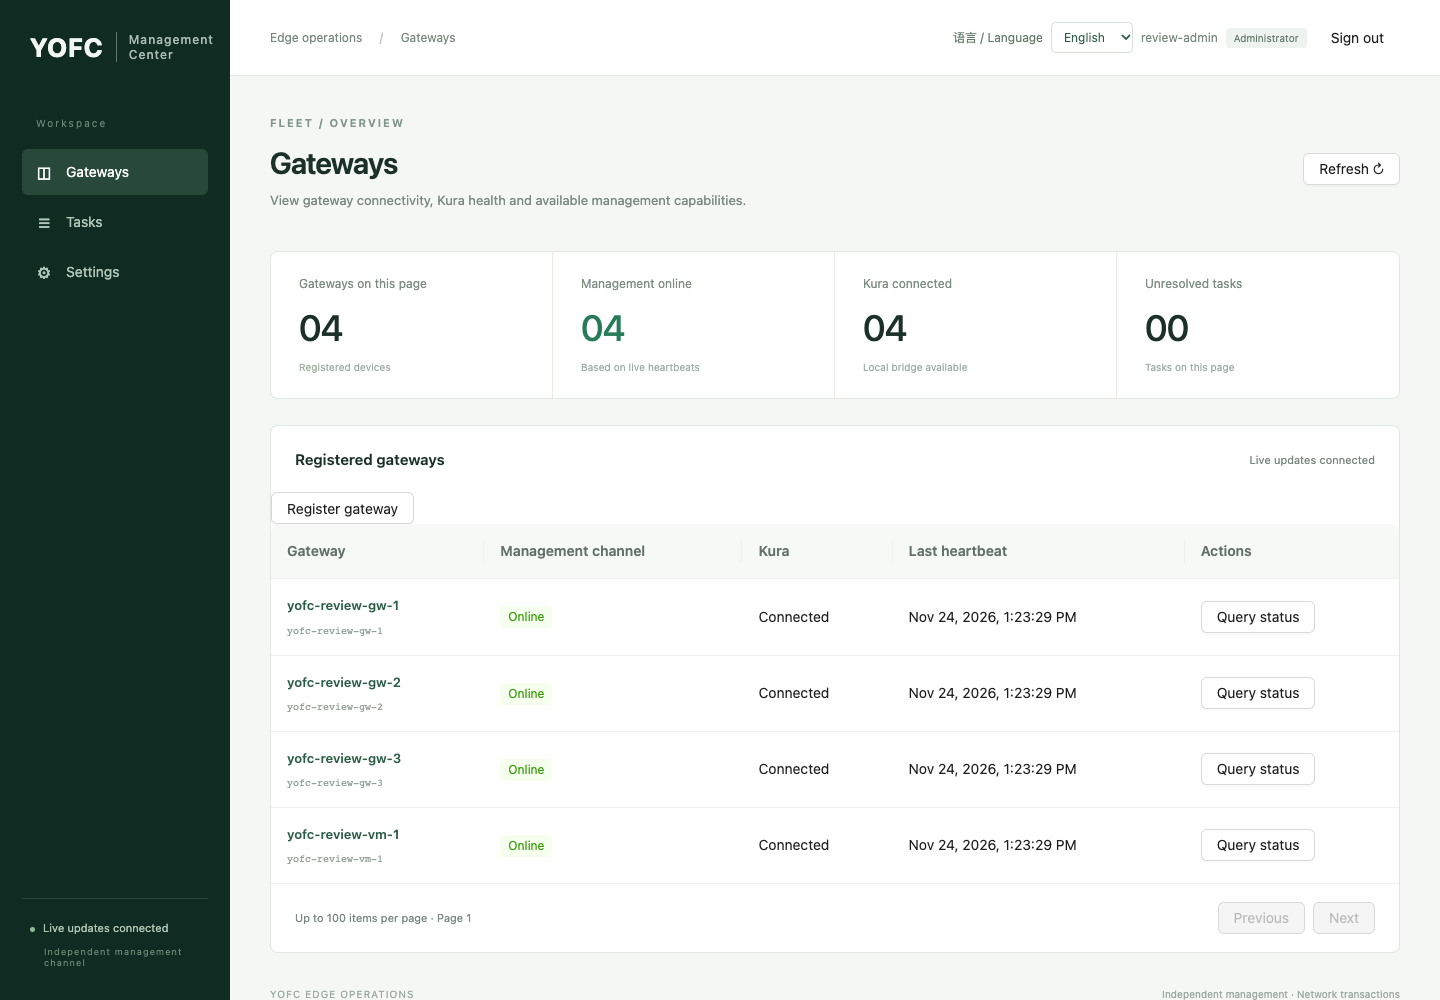 YOFC
Management
Center
Workspace
Gateways
Tasks
Settings
Live updates connected
Independent management
channel
Edge operations / Gateways
语言 / Language English review-admin Administrator Sign out
FLEET / OVERVIEW
Gateways
View gateway connectivity, Kura health and available management capabilities.
Refresh
Gateways on this page
04
Registered devices
Management online
04
Based on live heartbeats
Kura connected
04
Local bridge available
Unresolved tasks
00
Tasks on this page
Registered gateways
Live updates connected
Register gateway
Gateway Management channel Kura Last heartbeat Actions
yofc-review-gw-1
yofc-review-gw-1
Online Connected Nov 24, 2026, 1:23:29 PM Query status
yofc-review-gw-2
yofc-review-gw-2
Online Connected Nov 24, 2026, 1:23:29 PM Query status
yofc-review-gw-3
yofc-review-gw-3
Online Connected Nov 24, 2026, 1:23:29 PM Query status
yofc-review-vm-1
yofc-review-vm-1
Online Connected Nov 24, 2026, 1:23:29 PM Query status
Up to 100 items per page · Page 1
Previous Next
YOFC EDGE OPERATIONS
Independent management · Network transactions